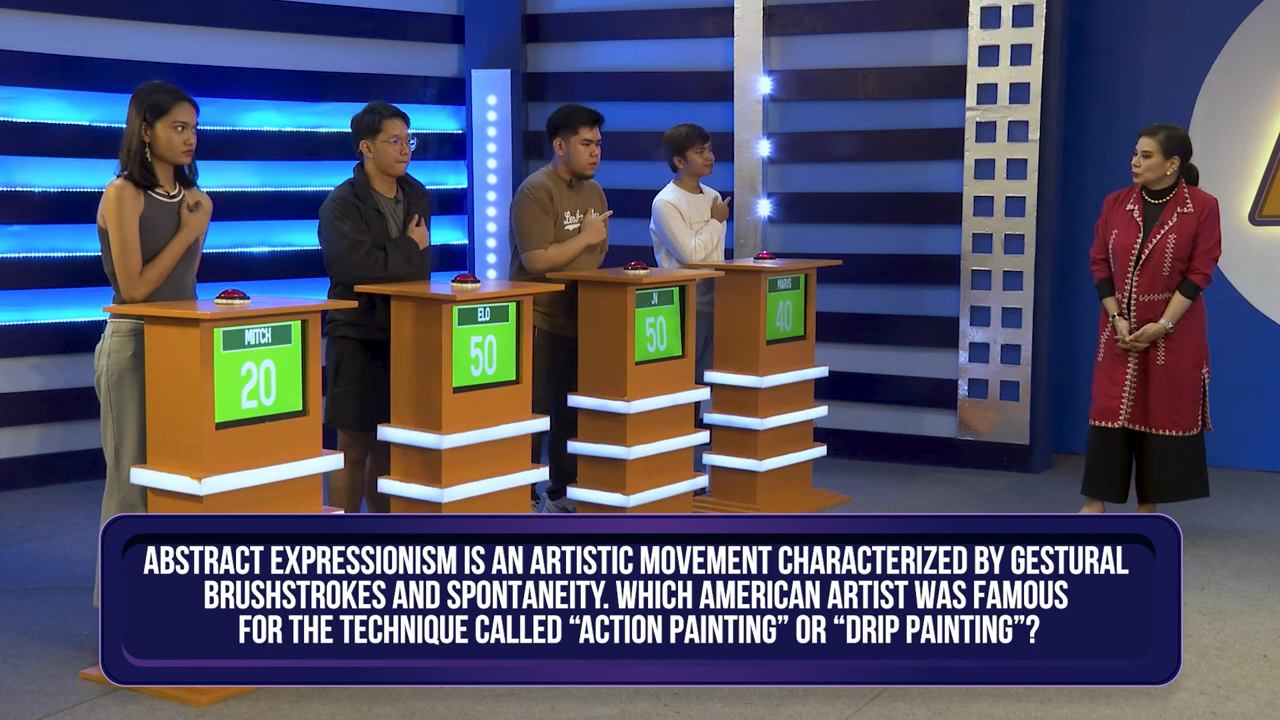 MITCH
20
ELO
50
JV
50
MARVS
40
ABSTRACT EXPRESSIONISM IS AN ARTISTIC MOVEMENT CHARACTERIZED BY GESTURAL
BRUSHSTROKES AND SPONTANEITY. WHICH AMERICAN ARTIST WAS FAMOUS
FOR THE TECHNIQUE CALLED “ACTION PAINTING” OR “DRIP PAINTING”?